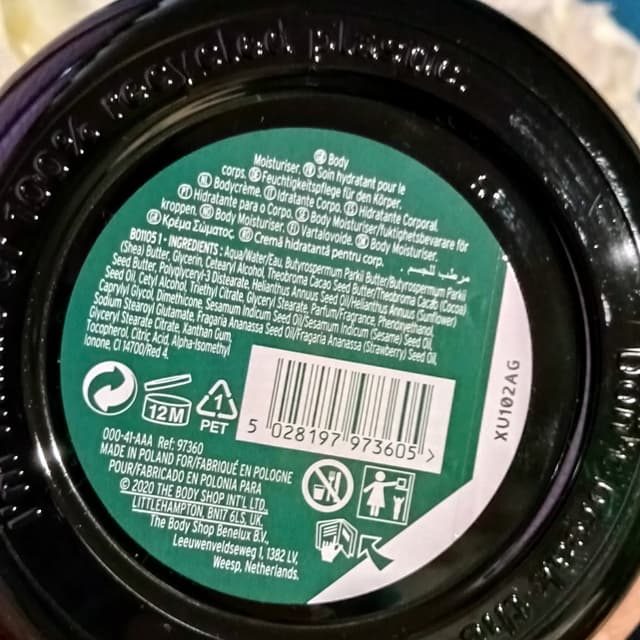 100% recycled plastic.
Body
Moisturiser. Soin hydratant pour le
corps. Feuchtigkeitspflege für den Körper.
Bodycrème. Idratante Corpo. Hidratante Corporal.
Hidratante para o Corpo. Body Moisturiser/fuktighetsbevarare för
kroppen. Body Moisturiser. Vartalovoide. Body Moisturiser.
Κρέμα Σώματος. Cremă hidratantă pentru corp.
مرطب للجسم.
B01105 1 - INGREDIENTS: Aqua/Water/Eau, Butyrospermum Parkii Butter/Butyrospermum Parkii
(Shea) Butter, Glycerin, Cetearyl Alcohol, Theobroma Cacao Seed Butter/Theobroma Cacao (Cocoa)
Seed Butter, Polyglyceryl-3 Distearate, Helianthus Annuus Seed Oil/Helianthus Annuus (Sunflower)
Seed Oil, Cetyl Alcohol, Triethyl Citrate, Glyceryl Stearate, Parfum/Fragrance, Phenoxyethanol,
Caprylyl Glycol, Dimethicone, Sesamum Indicum Seed Oil/Sesamum Indicum (Sesame) Seed Oil,
Sodium Stearoyl Glutamate, Fragaria Ananassa Seed Oil/Fragaria Ananassa (Strawberry) Seed Oil,
Glyceryl Stearate Citrate, Xanthan Gum,
Tocopherol, Citric Acid, Alpha-Isomethyl
Ionone, CI 14700/Red 4.
12M
1
PET
5 028197 973605 >
XU102AG
000-41-AAA Ref: 97360
MADE IN POLAND FOR/FABRIQUÉ EN POLOGNE
POUR/FABRICADO EN POLONIA PARA
© 2020 THE BODY SHOP INT'L LTD.
LITTLEHAMPTON, BN17 6LS, UK.
The Body Shop Benelux B.V.
Leeuwenveldseweg 1, 1382 LV,
Weesp, Netherlands.